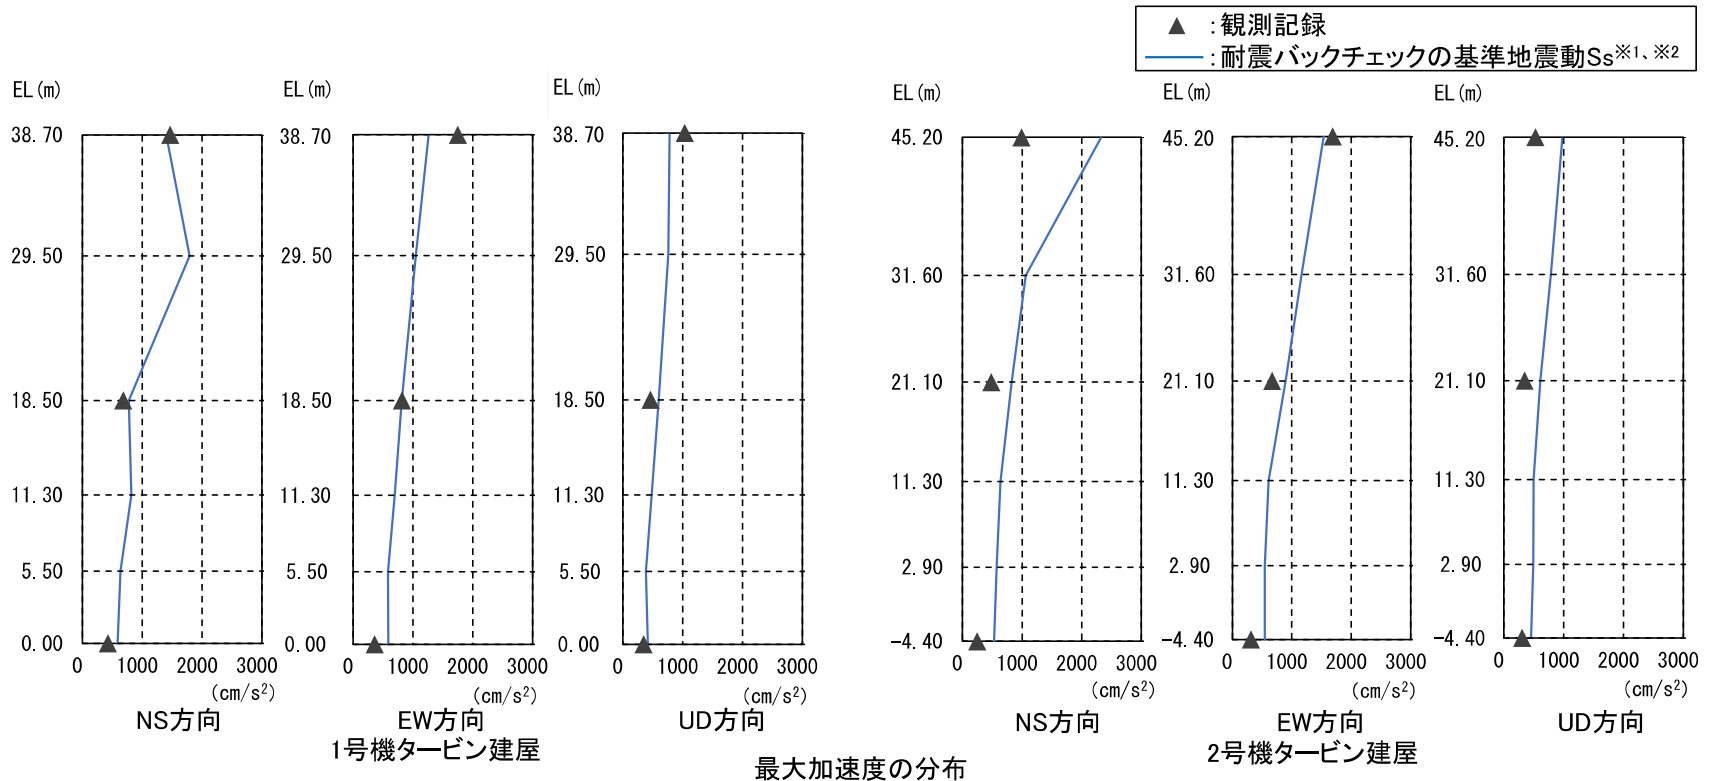 ▲ ：観測記録
：耐震バックチェックの基準地震動Ss※1、※2
EL(m)
38.70
29.50
18.50
11.30
5.50
0.00
0 1000 2000 3000
(cm/s²)
NS方向
EL(m)
38.70
29.50
18.50
11.30
5.50
0.00
0 1000 2000 3000
(cm/s²)
EW方向
EL(m)
38.70
29.50
18.50
11.30
5.50
0.00
0 1000 2000 3000
(cm/s²)
UD方向
1号機タービン建屋
EL(m)
45.20
31.60
21.10
11.30
2.90
-4.40
0 1000 2000 3000
(cm/s²)
NS方向
EL(m)
45.20
31.60
21.10
11.30
2.90
-4.40
0 1000 2000 3000
(cm/s²)
EW方向
EL(m)
45.20
31.60
21.10
11.30
2.90
-4.40
0 1000 2000 3000
(cm/s²)
UD方向
2号機タービン建屋
最大加速度の分布